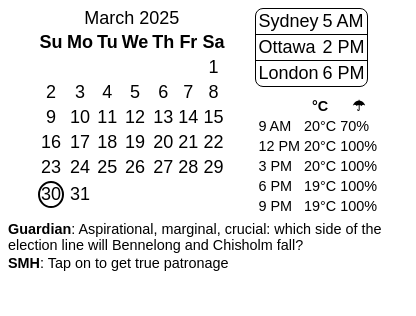 March 2025
Su Mo Tu We Th Fr Sa
1
2 3 4 5 6 7 8
9 10 11 12 13 14 15
16 17 18 19 20 21 22
23 24 25 26 27 28 29
30 31
Sydney 5 AM
Ottawa 2 PM
London 6 PM
°C ☂
9 AM 20°C 70%
12 PM 20°C 100%
3 PM 20°C 100%
6 PM 19°C 100%
9 PM 19°C 100%
Guardian: Aspirational, marginal, crucial: which side of the
election line will Bennelong and Chisholm fall?
SMH: Tap on to get true patronage